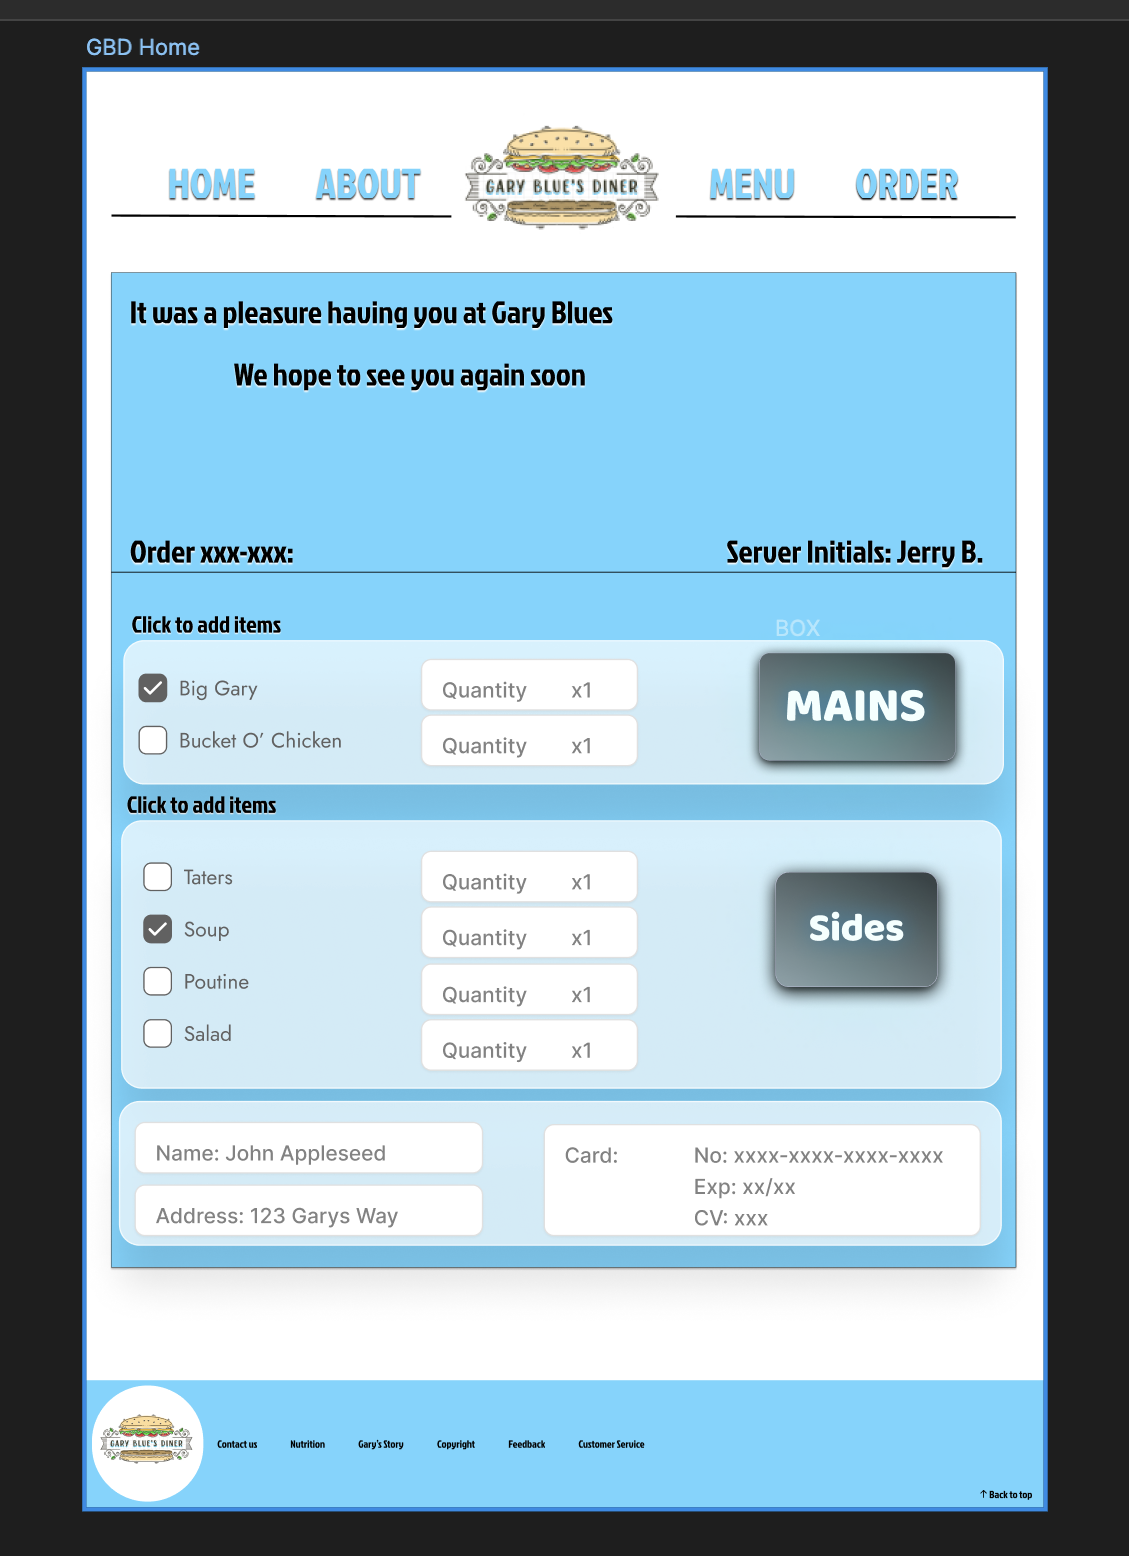 GBD Home
HOME ABOUT GARY BLUE'S DINER MENU ORDER
It was a pleasure having you at Gary Blues
We hope to see you again soon
Order xxx-xxx: Server Initials: Jerry B.
Click to add items
BOX
Big Gary Quantity x1
MAINS
Bucket O’ Chicken Quantity x1
Click to add items
Taters Quantity x1
Soup Quantity x1
Sides
Poutine Quantity x1
Salad Quantity x1
Name: John Appleseed
Address: 123 Garys Way
Card: No: xxxx-xxxx-xxxx-xxxx
Exp: xx/xx
CV: xxx
GARY BLUE'S DINER
Contact us Nutrition Gary's Story Copyright Feedback Customer Service
↑ Back to top